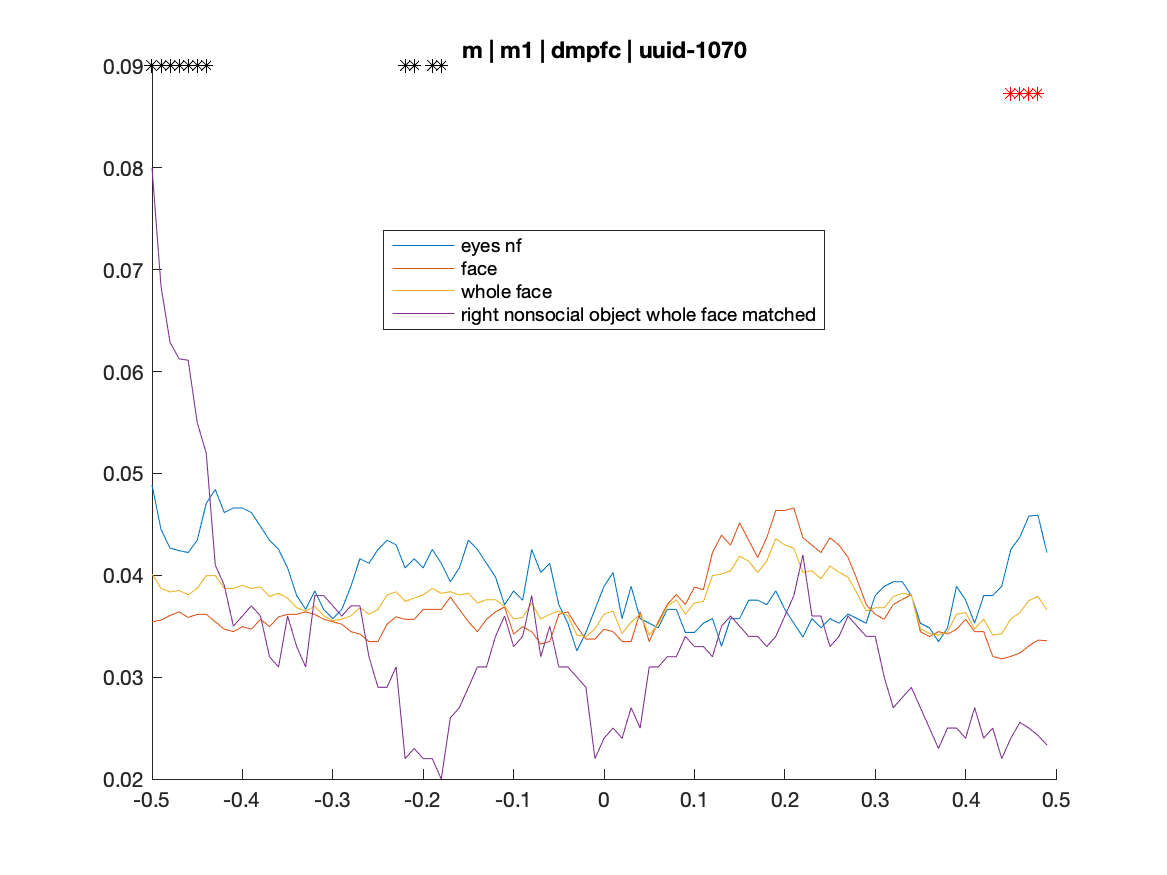 m | m1 | dmpfc | uuid-1070
0.09
0.08
0.07
0.06
0.05
0.04
0.03
0.02
eyes nf
face
whole face
right nonsocial object whole face matched
-0.5 -0.4 -0.3 -0.2 -0.1 0 0.1 0.2 0.3 0.4 0.5